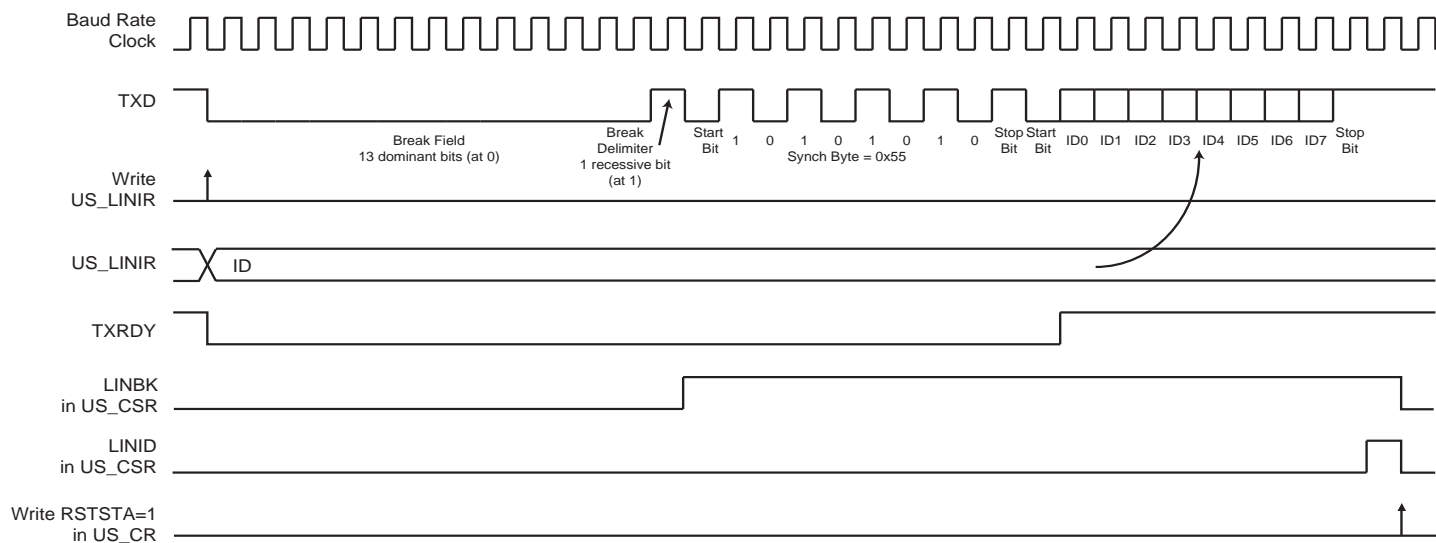 Baud Rate
Clock
TXD
Break Field
13 dominant bits (at 0)
Break
Delimiter
1 recessive bit
(at 1)
Start
Bit
1
0
1
0
1
0
1
0
Synch Byte = 0x55
Stop
Bit
Start
Bit
ID0
ID1
ID2
ID3
ID4
ID5
ID6
ID7
Stop
Bit
Write
US_LINIR
US_LINIR
ID
TXRDY
LINBK
in US_CSR
LINID
in US_CSR
Write RSTSTA=1
in US_CR